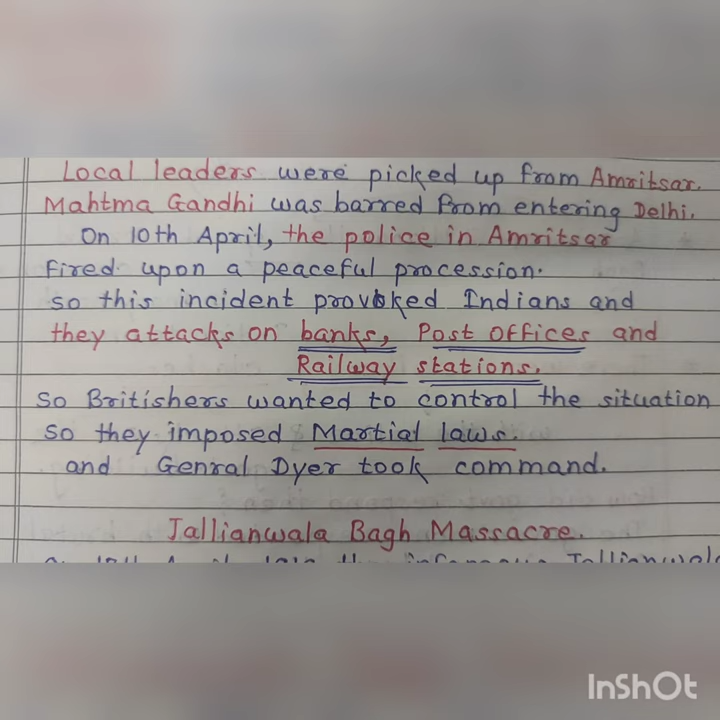 Local leaders were picked up from Amritsar.
Mahtma Gandhi was barred from entering Delhi.
On 10th April, the police in Amritsar
fired upon a peaceful procession.
so this incident provoked Indians and
they attacks on banks, Post offices and
Railway stations.
So Britishers wanted to control the situation
so they imposed Martial laws.
and Genral Dyer took command.
Jallianwala Bagh Massacre.
InShOt